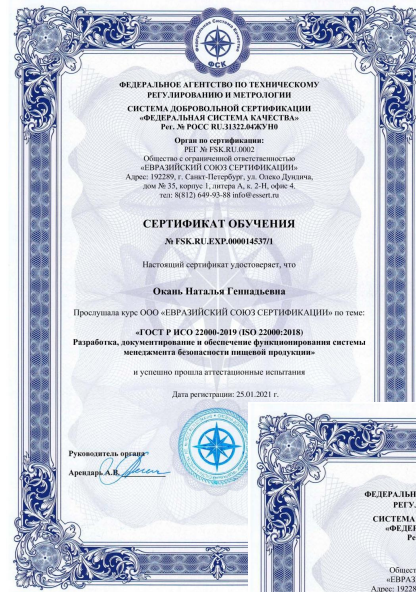 ФСК
ФЕДЕРАЛЬНОЕ АГЕНТСТВО ПО ТЕХНИЧЕСКОМУ
РЕГУЛИРОВАНИЮ И МЕТРОЛОГИИ
СИСТЕМА ДОБРОВОЛЬНОЙ СЕРТИФИКАЦИИ
«ФЕДЕРАЛЬНАЯ СИСТЕМА КАЧЕСТВА»
Рег. № РОСС RU.31322.04ЖУН0
Орган по сертификации:
РЕГ № FSK.RU.0002
Общество с ограниченной ответственностью
«ЕВРАЗИЙСКИЙ СОЮЗ СЕРТИФИКАЦИИ»
Адрес: 192289, г. Санкт-Петербург, ул. Олеко Дундича,
дом № 35, корпус 1, литера А, к. 2-Н, офис 4.
тел: 8(812) 649-93-88 info@essert.ru
СЕРТИФИКАТ ОБУЧЕНИЯ
№ FSK.RU.EXP.000014537/1
Настоящий сертификат удостоверяет, что
Окань Наталья Геннадьевна
Прослушала курс ООО «ЕВРАЗИЙСКИЙ СОЮЗ СЕРТИФИКАЦИИ» по теме:
«ГОСТ Р ИСО 22000-2019 (ISO 22000:2018)
Разработка, документирование и обеспечение функционирования системы
менеджмента безопасности пищевой продукции»
и успешно прошла аттестационные испытания
Дата регистрации: 25.01.2021 г.
Руководитель органа
Арендарь А.В.
ФЕДЕРАЛЬН
РЕГУЛ
СИСТЕМА
«ФЕДЕР
Ре
Общест
«ЕВРАЗ
Адрес: 19228